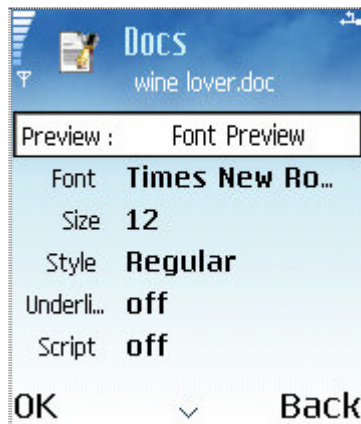 Docs
wine lover.doc
Preview : Font Preview
Font Times New Ro...
Size 12
Style Regular
Underli... off
Script off
OK Back